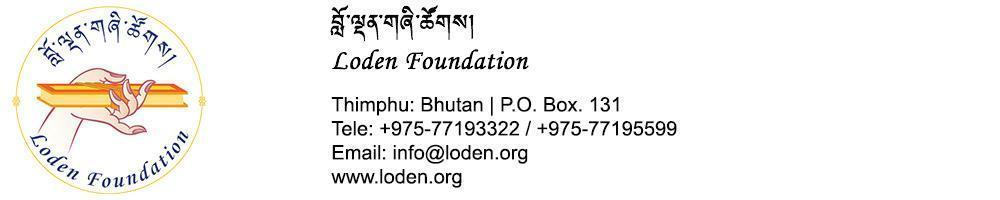 བློ་ལྡན་གཞི་ཚོགས།
Loden Foundation
བློ་ལྡན་གཞི་ཚོགས།
Loden Foundation
Thimphu: Bhutan | P.O. Box. 131
Tele: +975-77193322 / +975-77195599
Email: info@loden.org
www.loden.org